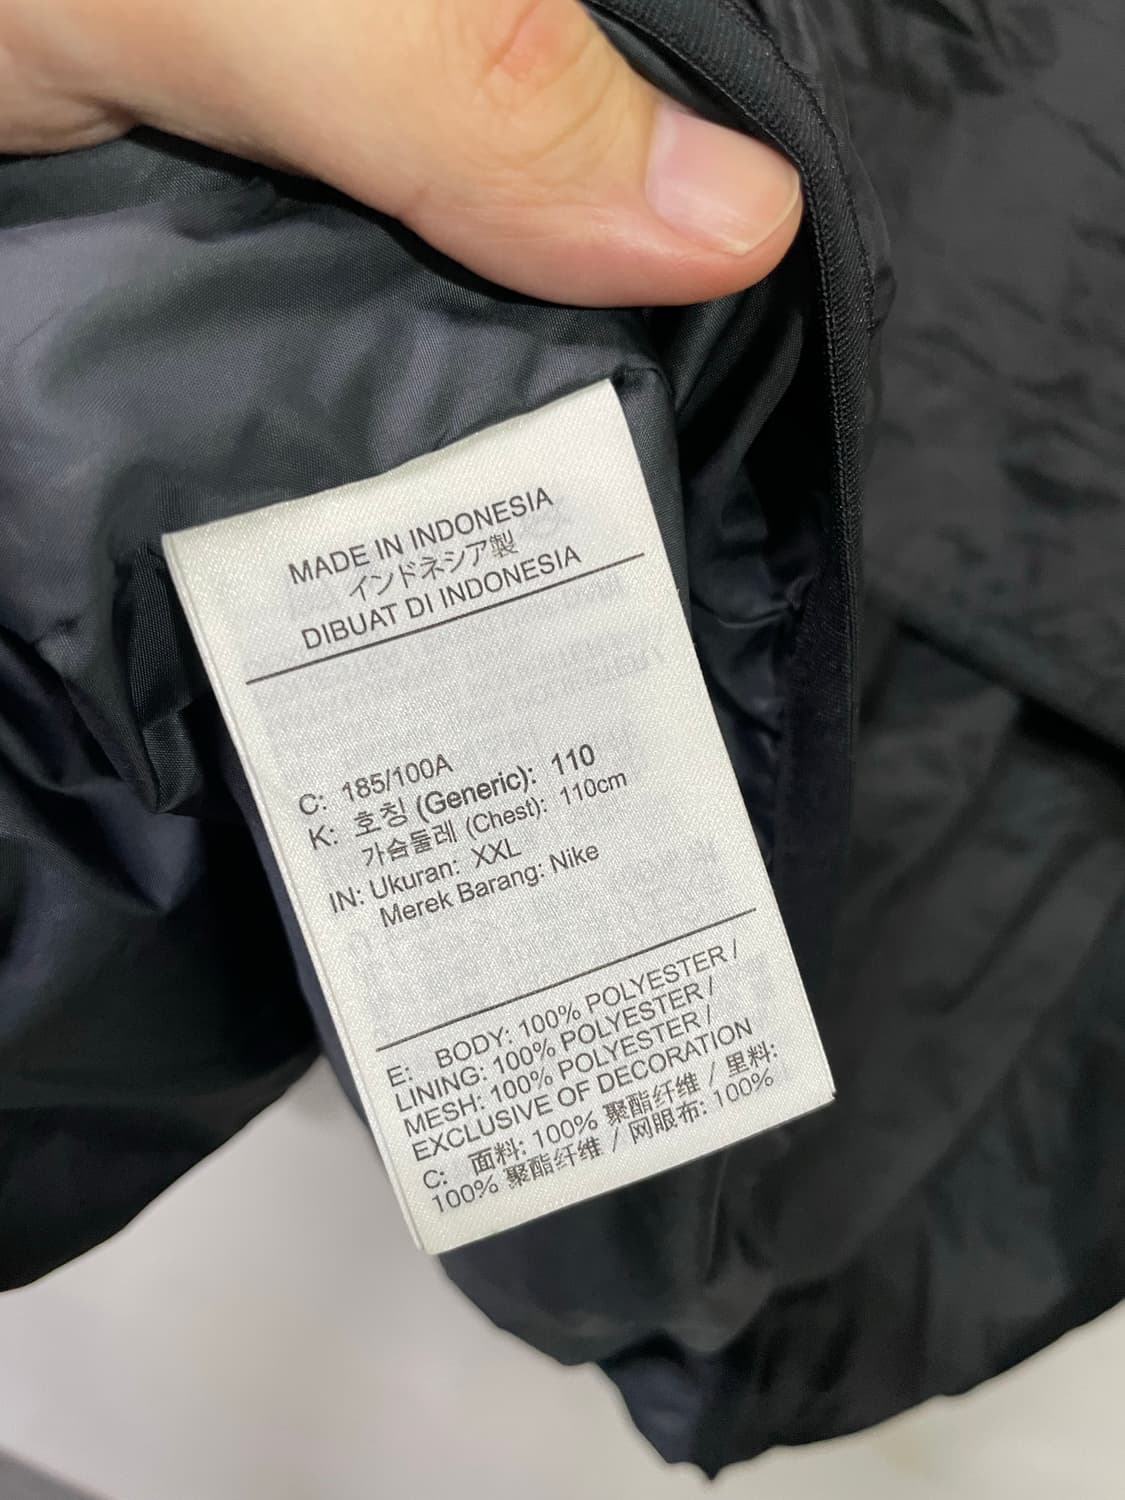 MADE IN INDONESIA
インドネシア製
DIBUAT DI INDONESIA
C: 185/100A
K: 호칭 (Generic): 110
가슴둘레 (Chest): 110cm
IN: Ukuran: XXL
Merek Barang: Nike
E: BODY: 100% POLYESTER /
LINING: 100% POLYESTER /
MESH: 100% POLYESTER /
EXCLUSIVE OF DECORATION
C: 面料: 100% 聚酯纤维 / 里料:
100% 聚酯纤维 / 网眼布: 100%